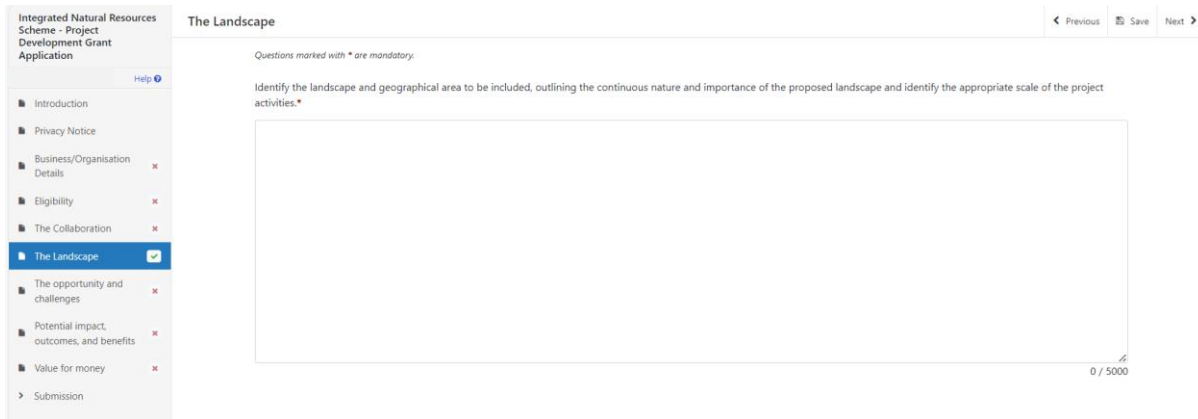 Integrated Natural Resources
Scheme - Project
Development Grant
Application
Help
Introduction
Privacy Notice
Business/Organisation
Details
Eligibility
The Collaboration
The Landscape
The opportunity and
challenges
Potential impact,
outcomes, and benefits
Value for money
Submission
The Landscape
Previous Save Next
Questions marked with * are mandatory.
Identify the landscape and geographical area to be included, outlining the continuous nature and importance of the proposed landscape and identify the appropriate scale of the project
activities.*
0 / 5000